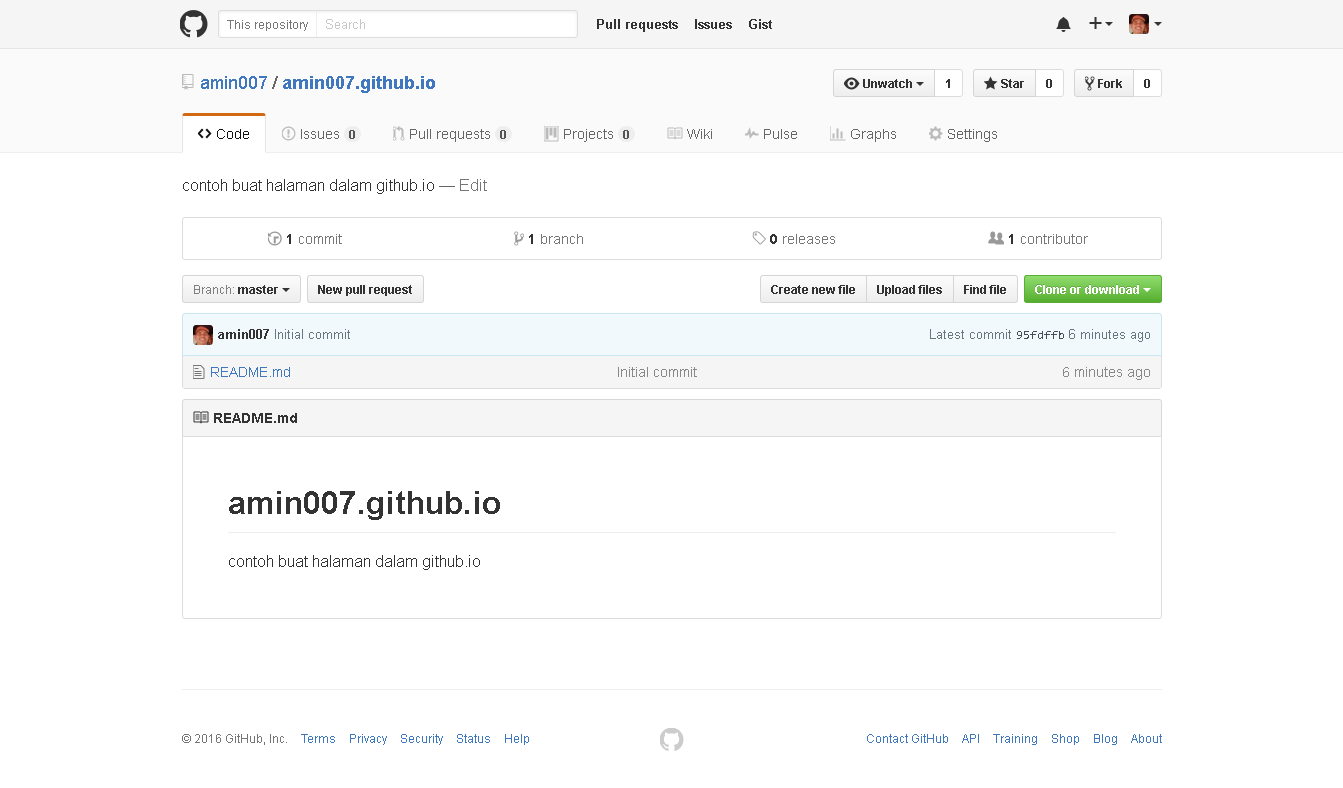 This repository Search Pull requests Issues Gist
amin007 / amin007.github.io Unwatch 1 Star 0 Fork 0
Code Issues 0 Pull requests 0 Projects 0 Wiki Pulse Graphs Settings
contoh buat halaman dalam github.io — Edit
1 commit 1 branch 0 releases 1 contributor
Branch: master New pull request Create new file Upload files Find file Clone or download
amin007 Initial commit Latest commit 95fdffb 6 minutes ago
README.md Initial commit 6 minutes ago
README.md
amin007.github.io
contoh buat halaman dalam github.io
© 2016 GitHub, Inc. Terms Privacy Security Status Help Contact GitHub API Training Shop Blog About